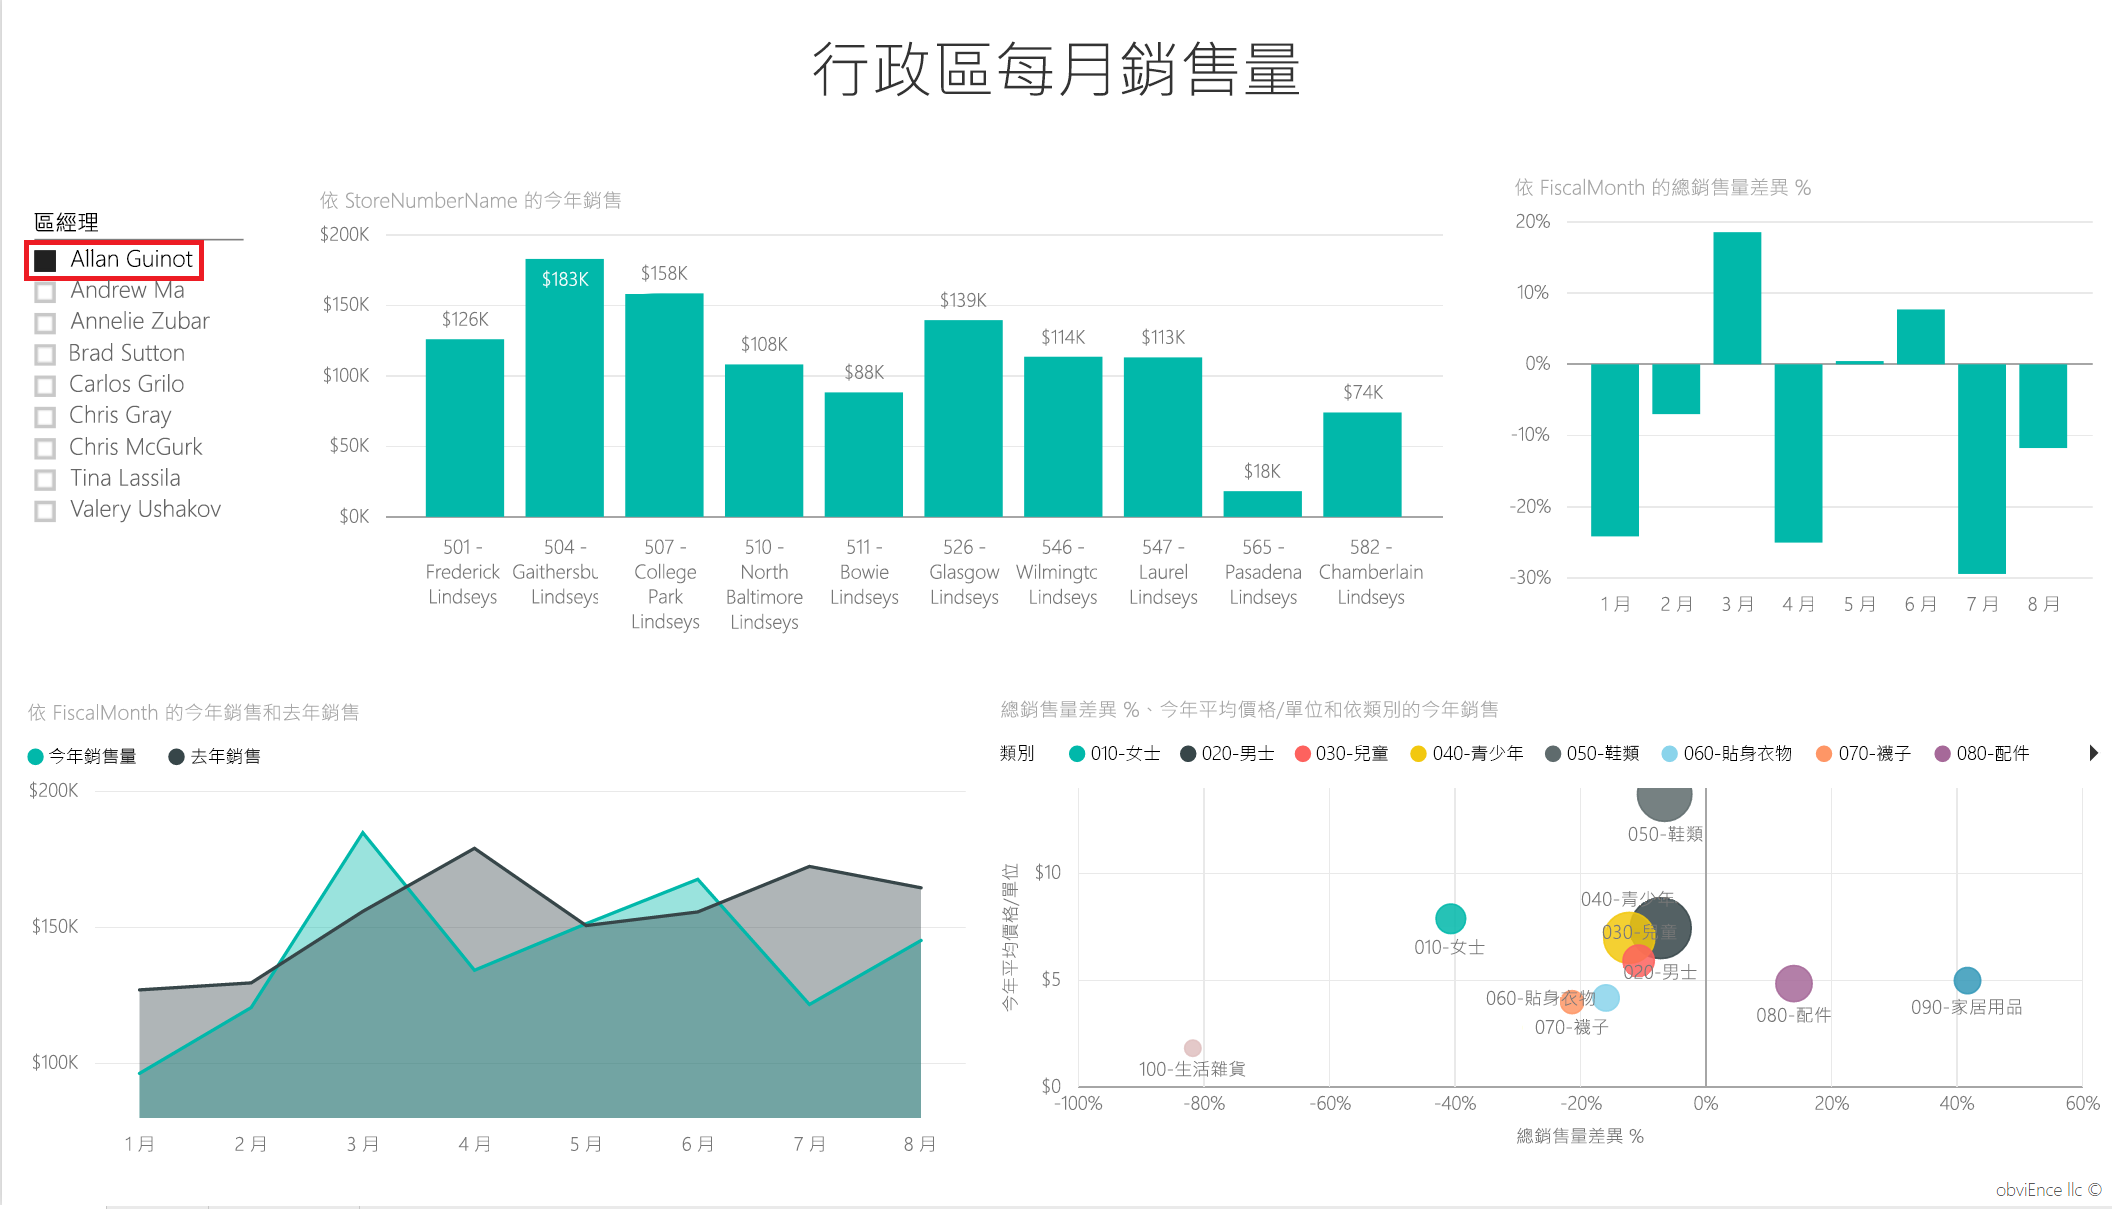 行政區每月銷售量
區經理
Allan Guinot
Andrew Ma
Annelie Zubar
Brad Sutton
Carlos Grilo
Chris Gray
Chris McGurk
Tina Lassila
Valery Ushakov
依 StoreNumberName 的今年銷售
$200K
$150K
$100K
$50K
$0K
$126K
$183K
$158K
$108K
$88K
$139K
$114K
$113K
$18K
$74K
501 -
Frederick
Lindseys
504 -
Gaithersbu
Lindseys
507 -
College
Park
Lindseys
510 -
North
Baltimore
Lindseys
511 -
Bowie
Lindseys
526 -
Glasgow
Lindseys
546 -
Wilmingtc
Lindseys
547 -
Laurel
Lindseys
565 -
Pasadena
Lindseys
582 -
Chamberlain
Lindseys
依 FiscalMonth 的總銷售量差異 %
20%
10%
0%
-10%
-20%
-30%
1 月 2 月 3 月 4 月 5 月 6 月 7 月 8 月
依 FiscalMonth 的今年銷售和去年銷售
今年銷售量 去年銷售
$200K
$150K
$100K
1 月 2 月 3 月 4 月 5 月 6 月 7 月 8 月
總銷售量差異 %、今年平均價格/單位和依類別的今年銷售
類別 010-女士 020-男士 030-兒童 040-青少年 050-鞋類 060-貼身衣物 070-襪子 080-配件
今年平均價格/單位
$10
$5
$0
050-鞋類
040-青少年
030-兒童
010-女士
020-男士
060-貼身衣物
070-襪子
080-配件
090-家居用品
100-生活雜貨
-100% -80% -60% -40% -20% 0% 20% 40% 60%
總銷售量差異 %
obviEnce llc ©